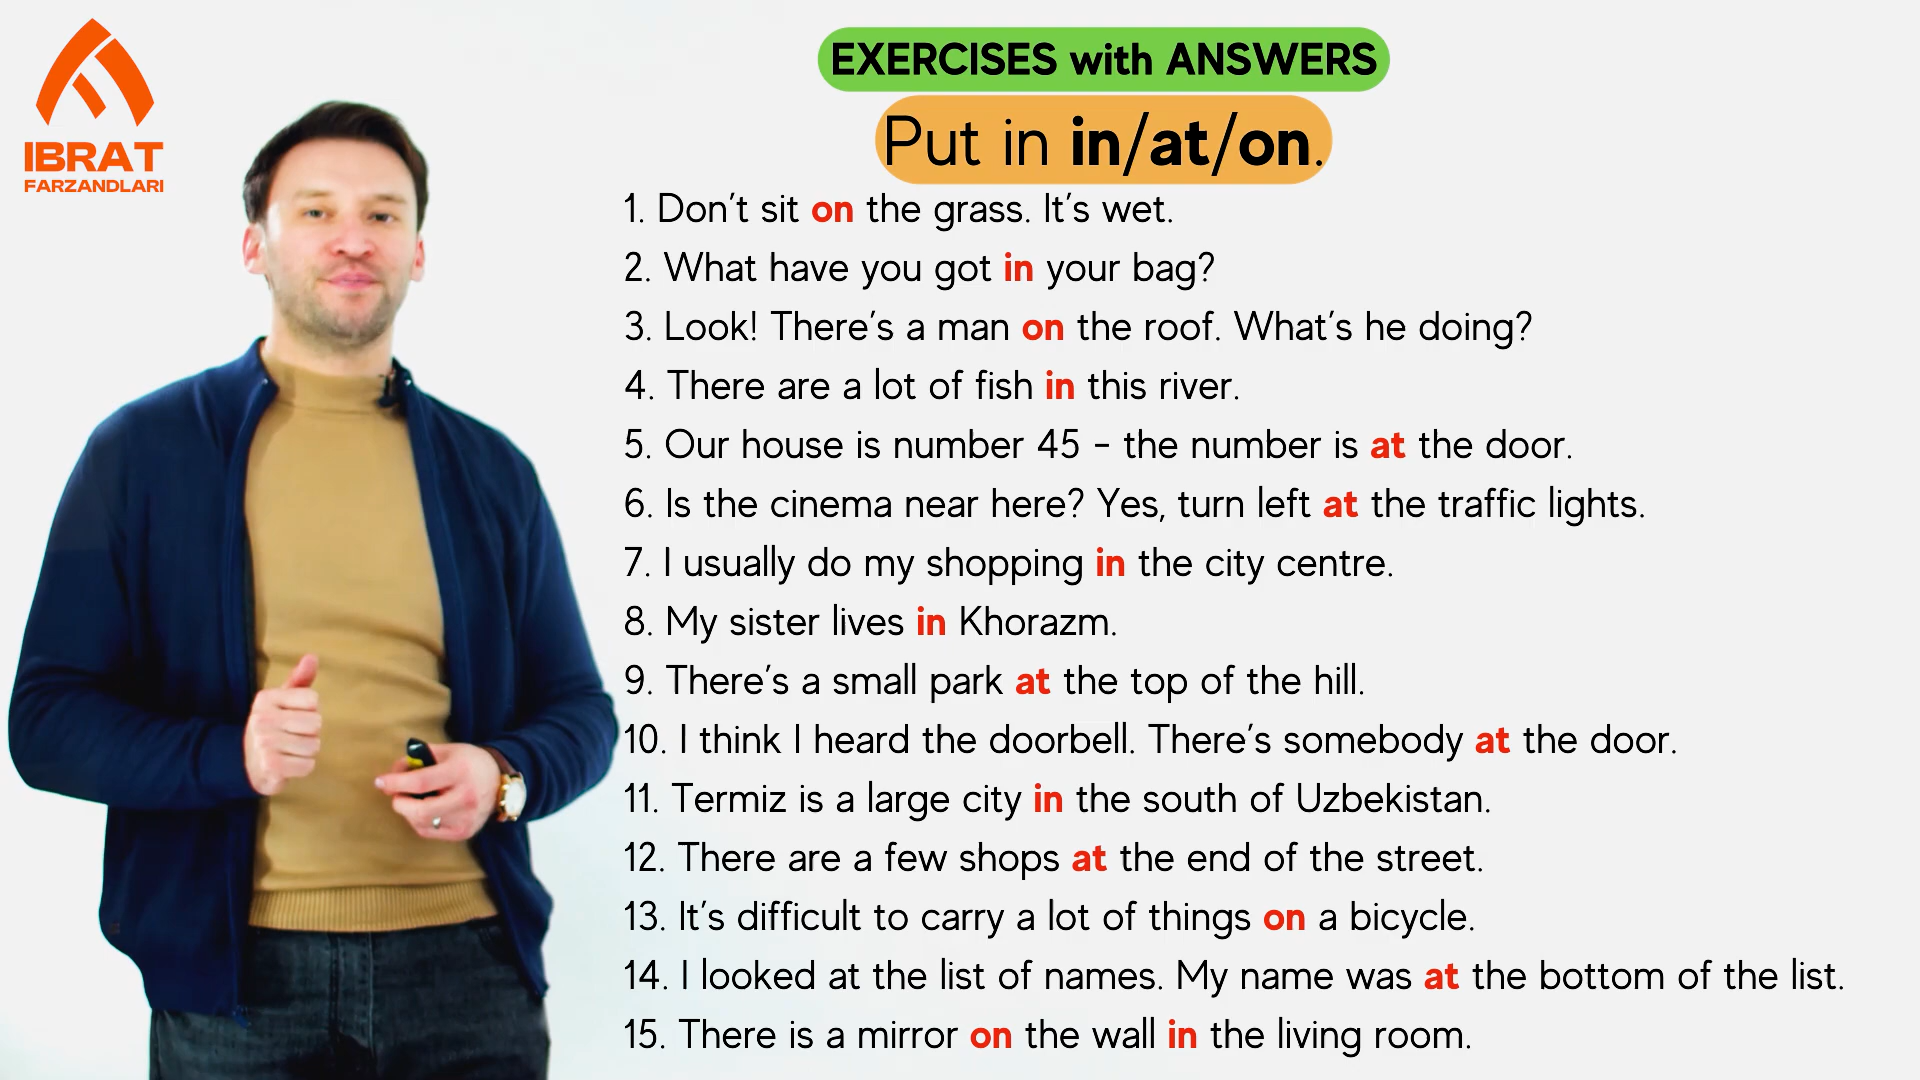 IBRAT
FARZANDLARI
EXERCISES with ANSWERS
Put in in/at/on.
1. Don't sit on the grass. It's wet.
2. What have you got in your bag?
3. Look! There's a man on the roof. What's he doing?
4. There are a lot of fish in this river.
5. Our house is number 45 - the number is at the door.
6. Is the cinema near here? Yes, turn left at the traffic lights.
7. I usually do my shopping in the city centre.
8. My sister lives in Khorazm.
9. There's a small park at the top of the hill.
10. I think I heard the doorbell. There's somebody at the door.
11. Termiz is a large city in the south of Uzbekistan.
12. There are a few shops at the end of the street.
13. It's difficult to carry a lot of things on a bicycle.
14. I looked at the list of names. My name was at the bottom of the list.
15. There is a mirror on the wall in the living room.